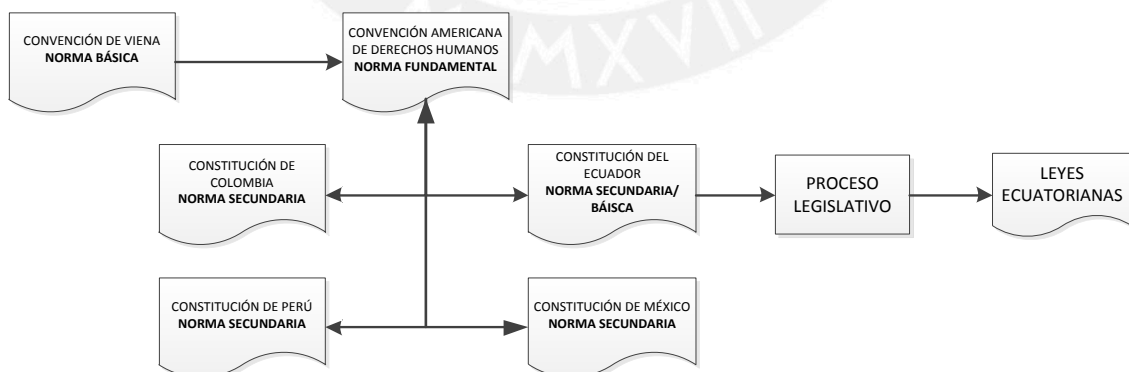 CONVENCIÓN DE VIENA
NORMA BÁSICA
CONVENCIÓN AMERICANA
DE DERECHOS HUMANOS
NORMA FUNDAMENTAL
MXVII
CONSTITUCIÓN DE
COLOMBIA
NORMA SECUNDARIA
CONSTITUCIÓN DEL
ECUADOR
NORMA SECUNDARIA/
BÁISCA
PROCESO
LEGISLATIVO
LEYES
ECUATORIANAS
CONSTITUCIÓN DE PERÚ
NORMA SECUNDARIA
CONSTITUCIÓN DE MÉXICO
NORMA SECUNDARIA